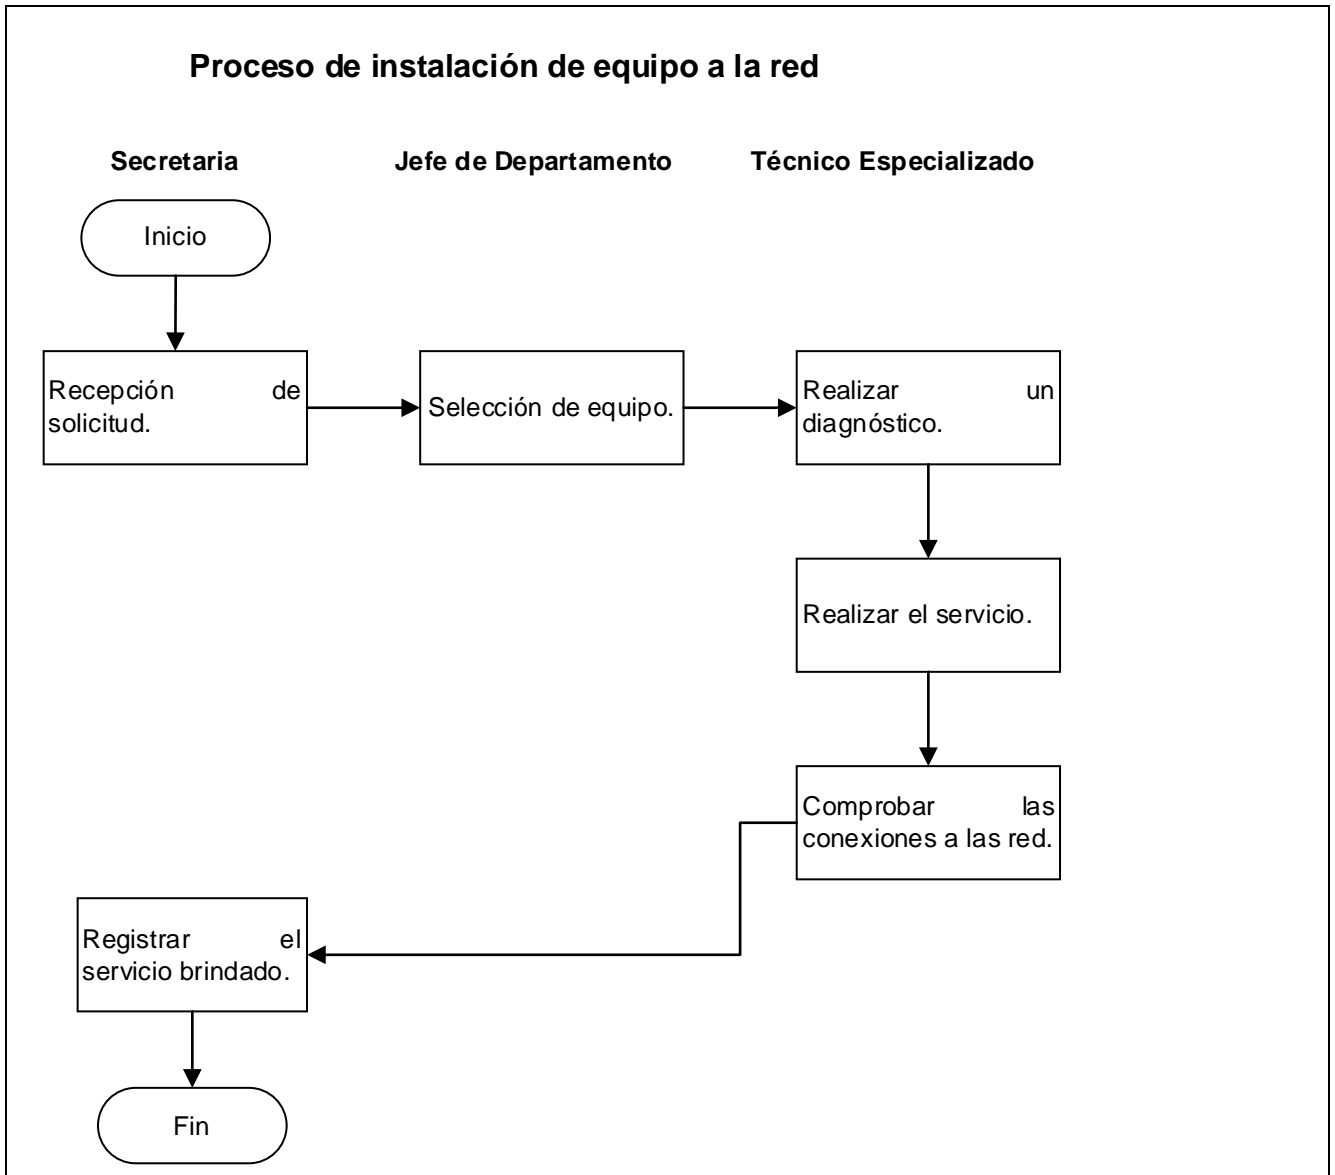 Proceso de instalación de equipo a la red
Secretaria
Jefe de Departamento
Técnico Especializado
Inicio
Recepción de
solicitud.
Selección de equipo.
Realizar un
diagnóstico.
Realizar el servicio.
Comprobar las
conexiones a las red.
Registrar el
servicio brindado.
Fin